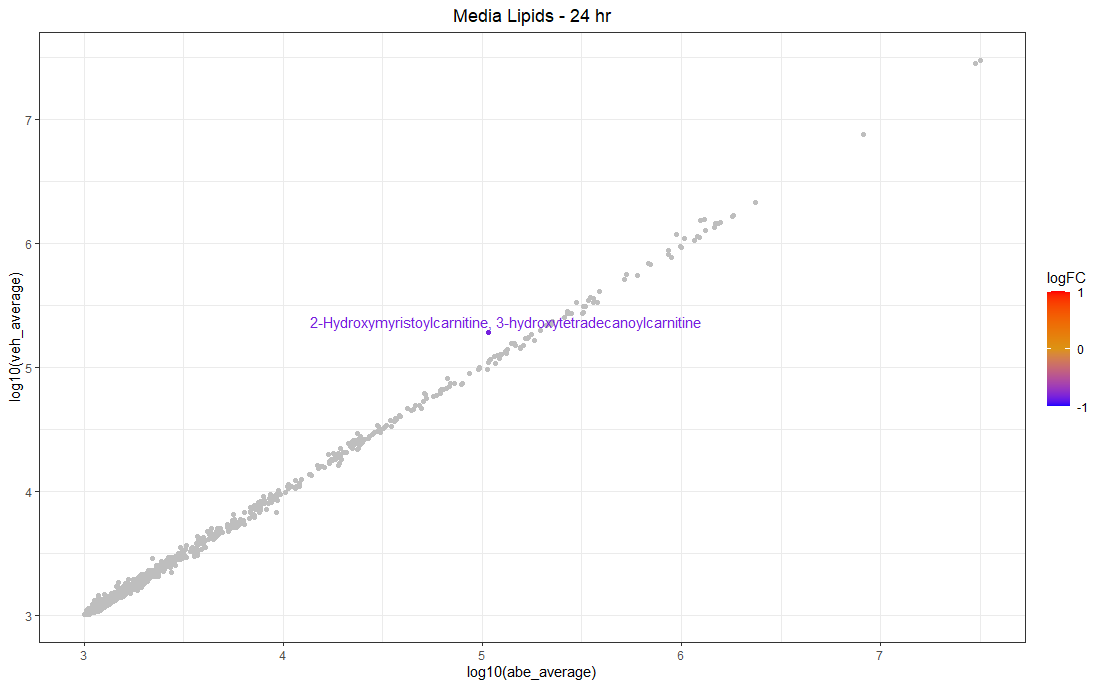 Media Lipids - 24 hr
7
6
5
4
3
log10(veh_average)
2-Hydroxymyristoylcarnitine, 3-hydroxytetradecanoylcarnitine
logFC
1
0
-1
3 4 5 6 7
log10(abe_average)